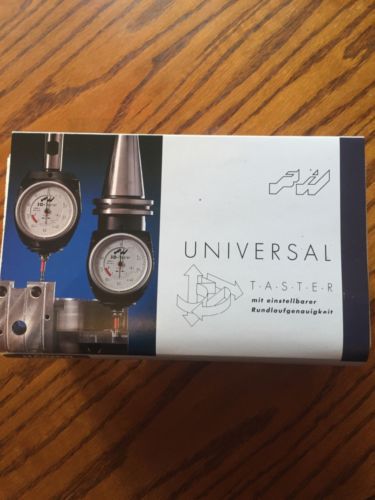 UNIVERSAL
T·A·S·T·E·R
mit einstellbarer
Rundlaufgenauigkeit